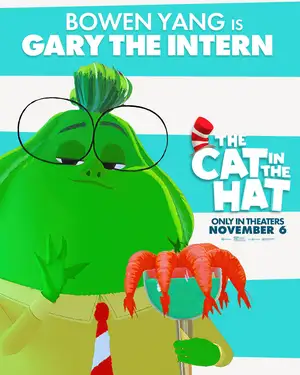 BOWEN YANG IS
GARY THE INTERN
THE
CAT IN
THE
HAT
ONLY IN THEATERS
NOVEMBER 6